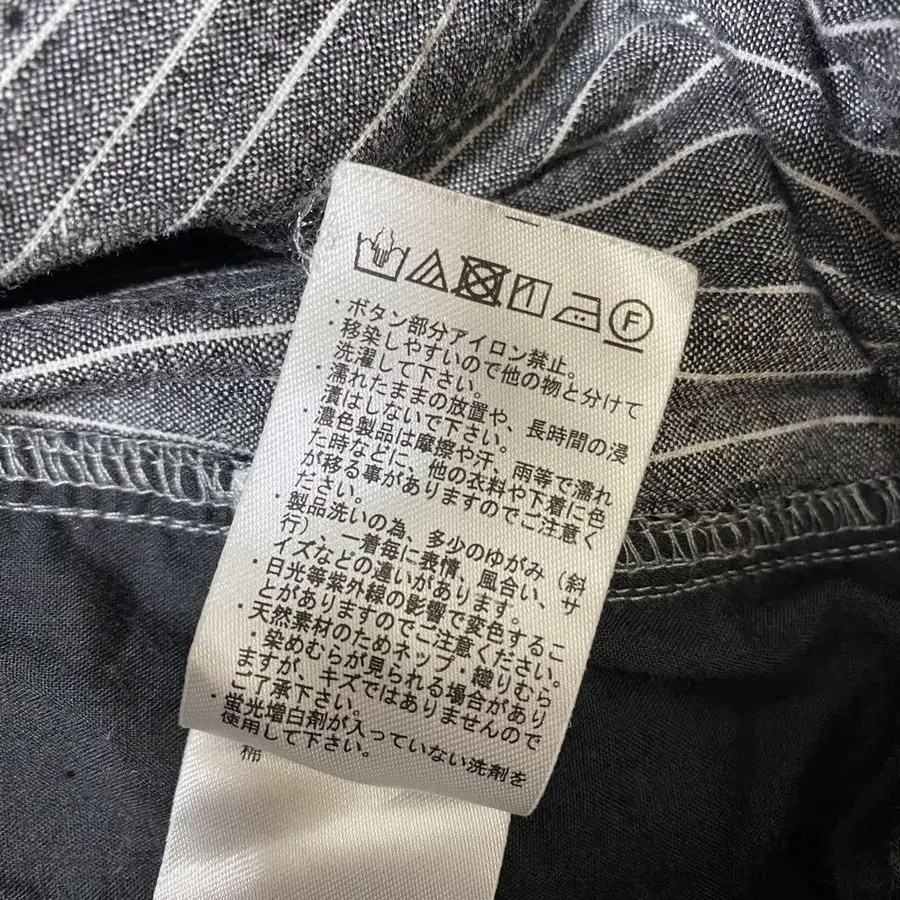 F
・ボタン部分アイロン禁止。
・移染しやすいので他の物と分けて
洗濯して下さい。
・濡れたままの放置や、長時間の浸
漬はしないで下さい。
・濃色製品は摩擦や汗、雨等で濡れ
た時などに、他の衣料や下着に色
が移る事がありますのでご注意く
ださい。
・製品洗いの為、多少のゆがみ（斜
行）、一着毎に表情、風合い、サ
イズなどの違いがあります。
・日光等紫外線の影響で変色するこ
とがありますのでご注意ください。
・天然素材のためネップ・織りむら
・染めむらが見られる場合があり
ますが、キズではありませんので
ご了承下さい。
・蛍光増白剤が入っていない洗剤を
使用して下さい。
棉